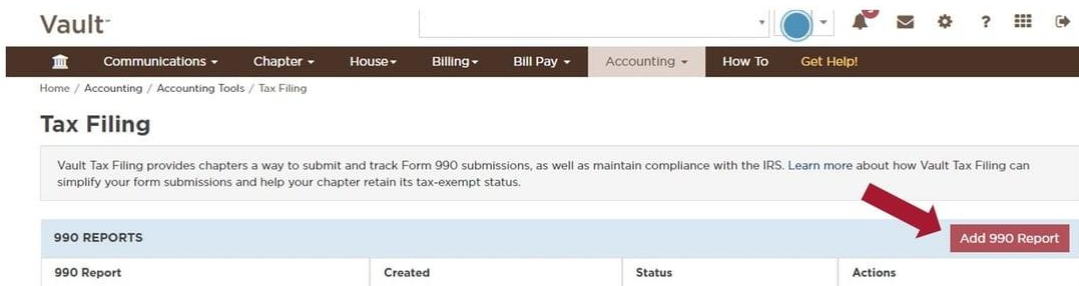 Vault
Communications Chapter House Billing Bill Pay Accounting How To Get Help!
Home / Accounting / Accounting Tools / Tax Filing
Tax Filing
Vault Tax Filing provides chapters a way to submit and track Form 990 submissions, as well as maintain compliance with the IRS. Learn more about how Vault Tax Filing can
simplify your form submissions and help your chapter retain its tax-exempt status.
990 REPORTS Add 990 Report
990 Report Created Status Actions